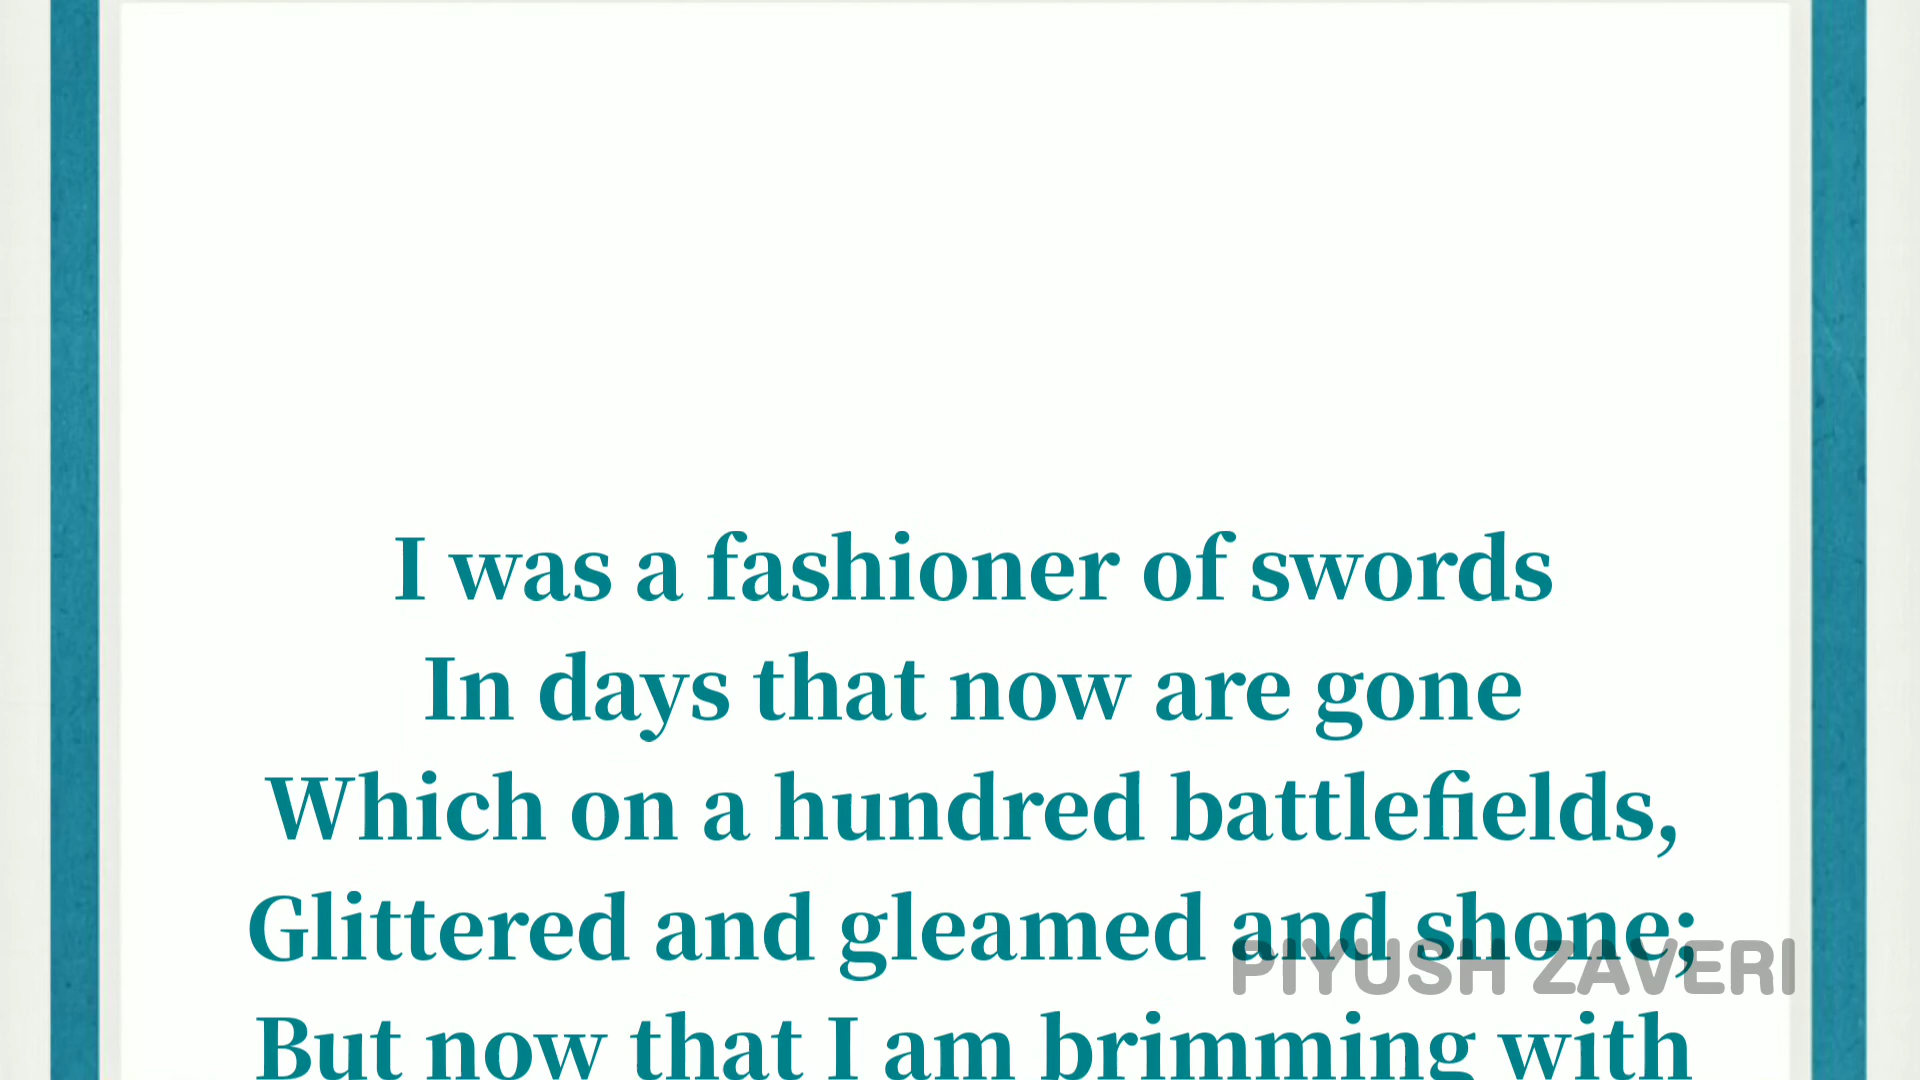 I was a fashioner of swords
In days that now are gone
Which on a hundred battlefields,
Glittered and gleamed and shone;
PIYUSH ZAVERI
But now that I am brimming with